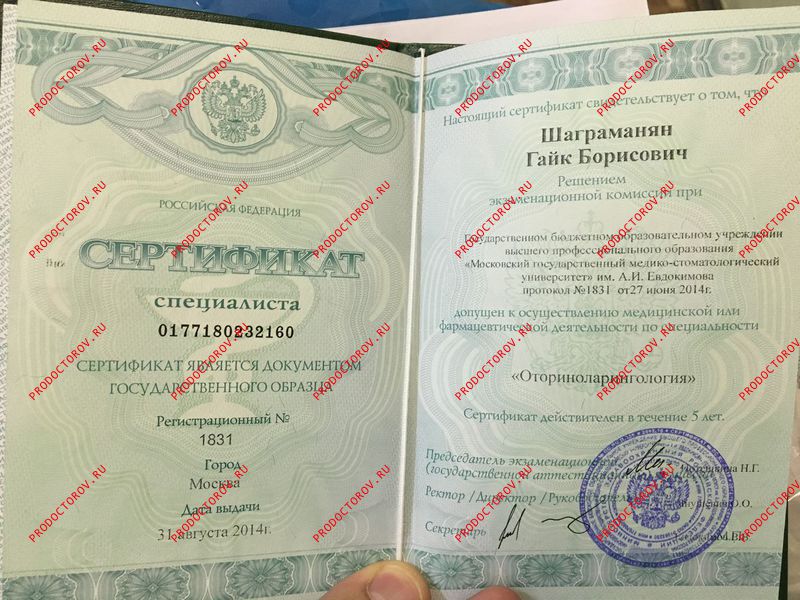 РОССИЙСКАЯ ФЕДЕРАЦИЯ
СЕРТИФИКАТ
специалиста
0177180232160
СЕРТИФИКАТ ЯВЛЯЕТСЯ ДОКУМЕНТОМ
ГОСУДАРСТВЕННОГО ОБРАЗЦА
Регистрационный №
1831
Город
Москва
Дата выдачи
31 августа 2014г.
Настоящий сертификат свидетельствует о том, что
Шаграманян
Гайк Борисович
Решением
экзаменационной комиссии при
Государственном бюджетном образовательном учреждении
высшего профессионального образования
«Московский государственный медико-стоматологический
университет» им. А.И. Евдокимова
протокол №1831 от27 июня 2014г.
допущен к осуществлению медицинской или
фармацевтической деятельности по специальности
«Оториноларингология»
Сертификат действителен в течение 5 лет.
Председатель экзаменационной
(государственной аттестационной Н.Г.
Ректор /Директор /Руководитель О.О.
Секретарь
PRODOCTOROV.RU